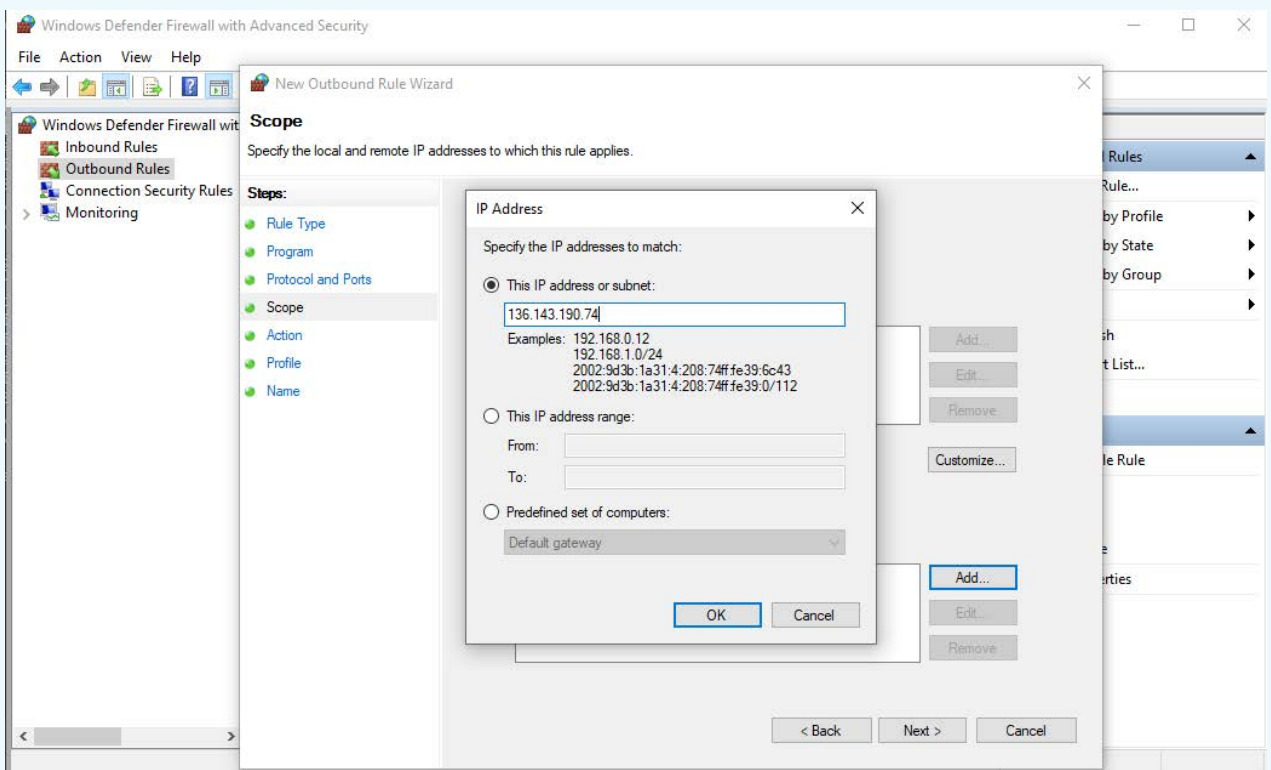 Windows Defender Firewall with Advanced Security
File Action View Help
New Outbound Rule Wizard
Windows Defender Firewall wit
Inbound Rules
Outbound Rules
Connection Security Rules
Monitoring
Scope
Specify the local and remote IP addresses to which this rule applies.
Steps:
Rule Type
Program
Protocol and Ports
Scope
Action
Profile
Name
IP Address
Specify the IP addresses to match:
This IP address or subnet:
136.143.190.74
Examples: 192.168.0.12
192.168.1.0/24
2002:9d3b:1a31:4:208:74ff:fe39:6c43
2002:9d3b:1a31:4:208:74ff:fe39:0/112
This IP address range:
From:
To:
Predefined set of computers:
Default gateway
OK Cancel
Add...
Edit...
Remove
Customize...
Add...
Edit...
Remove
< Back Next > Cancel
Rules
Rule...
by Profile
by State
by Group
sh
t List...
le Rule
e
erties